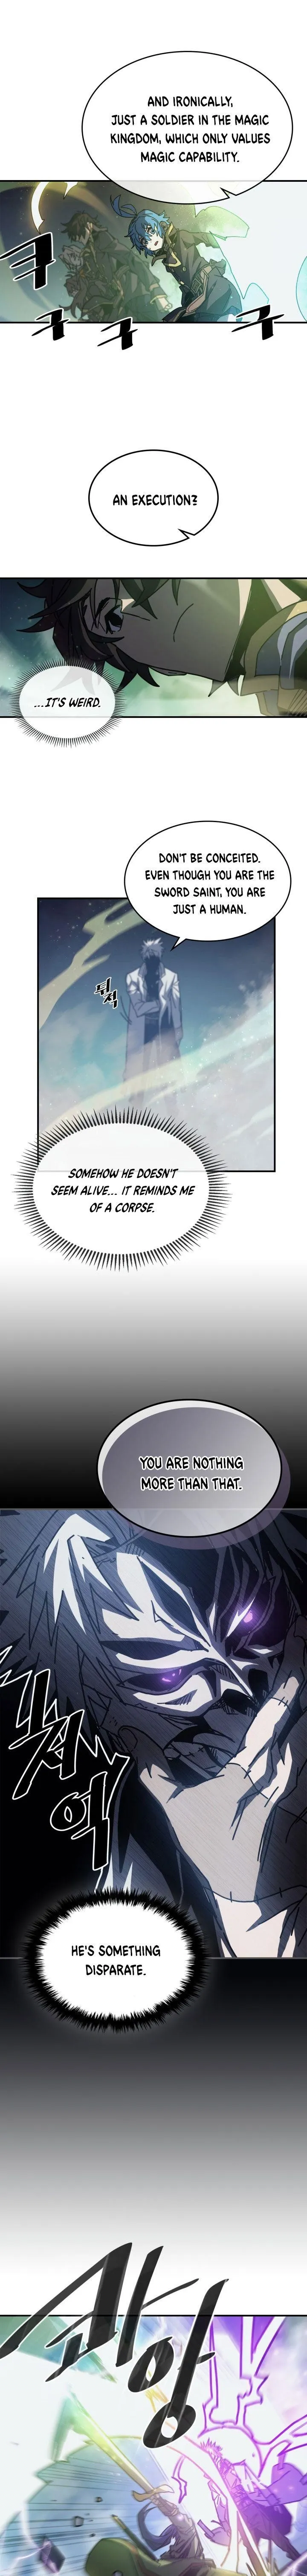 AND IRONICALLY,
JUST A SOLDIER IN THE MAGIC
KINGDOM, WHICH ONLY VALUES
MAGIC CAPABILITY.
AN EXECUTION?
...IT'S WEIRD.
DON'T BE CONCEITED.
EVEN THOUGH YOU ARE THE
SWORD SAINT, YOU ARE
JUST A HUMAN.
뒤
적
SOMEHOW HE DOESN'T
SEEM ALIVE... IT REMINDS ME
OF A CORPSE.
YOU ARE NOTHING
MORE THAN THAT.
HE'S SOMETHING
DISPARATE.